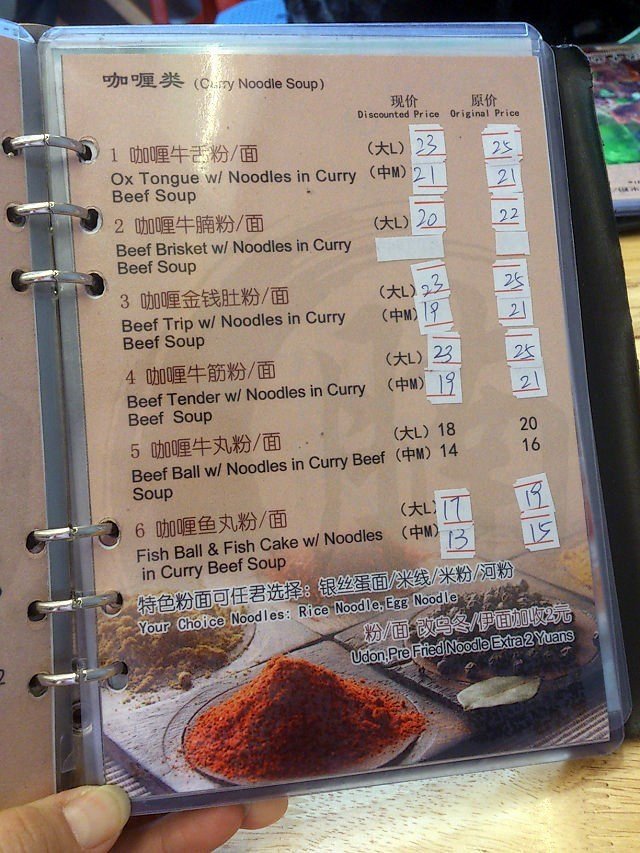 咖喱类 (Curry Noodle Soup)
现价 原价
Discounted Price Original Price
1 咖喱牛舌粉/面 (大L) 23 25
Ox Tongue w/ Noodles in Curry (中M) 21 21
Beef Soup
2 咖喱牛腩粉/面 (大L) 20 22
Beef Brisket w/ Noodles in Curry
Beef Soup
3 咖喱金钱肚粉/面 (大L) 23 25
Beef Trip w/ Noodles in Curry (中M) 19 21
Beef Soup
4 咖喱牛筋粉/面 (大L) 23 25
Beef Tender w/ Noodles in Curry (中M) 19 21
Beef Soup
5 咖喱牛丸粉/面 (大L) 18 20
Beef Ball w/ Noodles in Curry Beef (中M) 14 16
Soup
6 咖喱鱼丸粉/面 (大L) 17 19
Fish Ball & Fish Cake w/ Noodles (中M) 13 15
in Curry Beef Soup
特色粉面可任君选择：银丝蛋面/米线/米粉/河粉
Your Choice Noodles: Rice Noodle,Egg Noodle
粉/面 改乌冬/伊面加收2元
Udon,Pre Fried Noodle Extra 2 Yuans
2